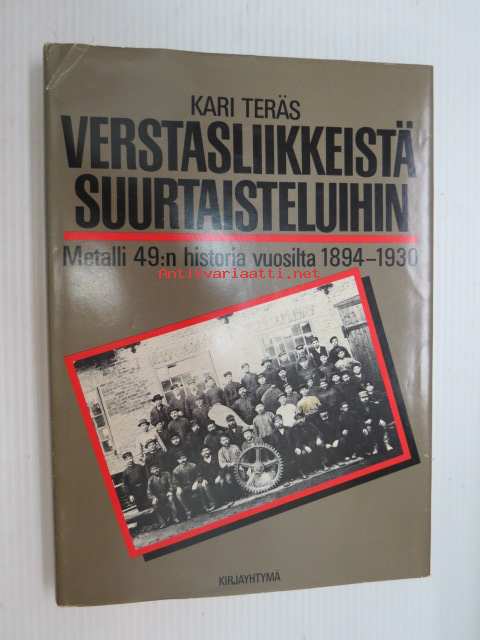 KARI TERÄS
VERSTASLIIKKEISTÄ
SUURTAISTELUIHIN
Metalli 49:n historia vuosilta 1894–1930
Antikvariaatti.net
KIRJAYHTYMÄ